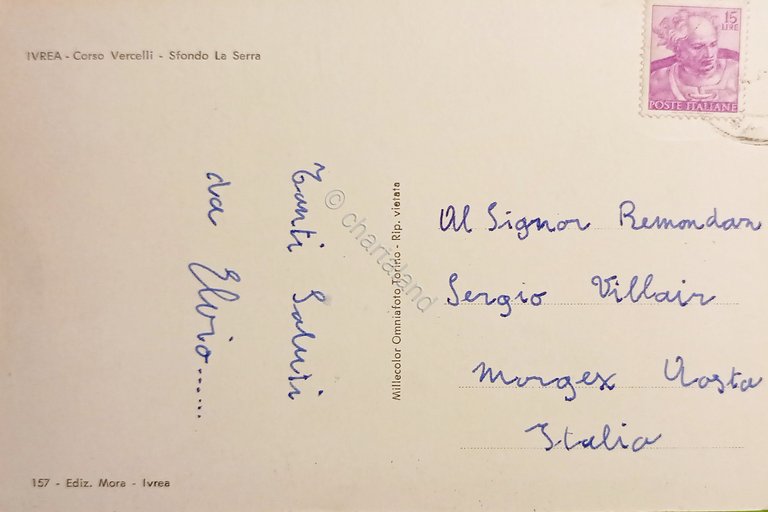 IVREA - Corso Vercelli - Sfondo La Serra
15
LIRE
POSTE ITALIANE
Tanti Saluti
da Elvio......
Millecolor Omniafoto Torino - Rip. vietata
© chartaland
Al Signor Remondaz
Sergio Villair
Morgex Aosta
Italia
157 - Ediz. Mora - Ivrea